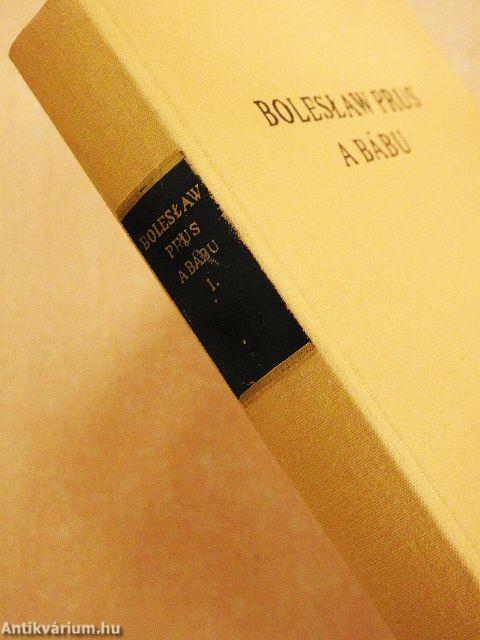 BOLESŁAW PRUS
A BÁBU
BOLESŁAW
PRUS
A BÁBU
I.
Antikvárium.hu